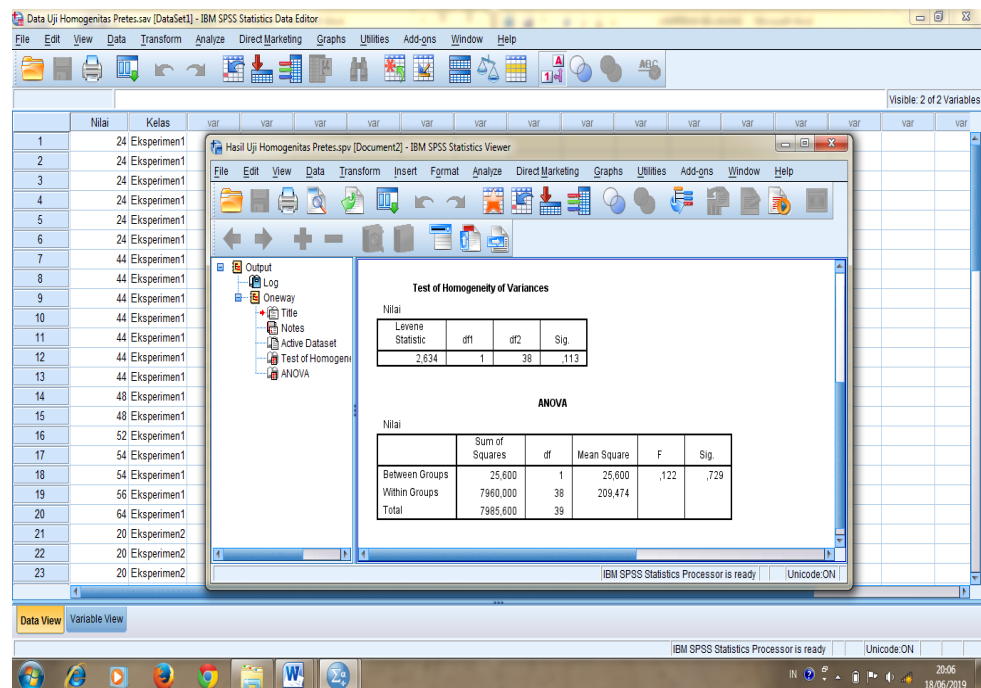 Data Uji Homogenitas Pretes.sav [DataSet1] - IBM SPSS Statistics Data Editor
File Edit View Data Transform Analyze Direct Marketing Graphs Utilities Add-ons Window Help
Visible: 2 of 2 Variables
Nilai Kelas var var var var var var var var var var var var var
1 24 Eksperimen1
2 24 Eksperimen1
3 24 Eksperimen1
4 24 Eksperimen1
5 24 Eksperimen1
6 24 Eksperimen1
7 44 Eksperimen1
8 44 Eksperimen1
9 44 Eksperimen1
10 44 Eksperimen1
11 44 Eksperimen1
12 44 Eksperimen1
13 44 Eksperimen1
14 48 Eksperimen1
15 48 Eksperimen1
16 52 Eksperimen1
17 54 Eksperimen1
18 54 Eksperimen1
19 56 Eksperimen1
20 64 Eksperimen1
21 20 Eksperimen2
22 20 Eksperimen2
23 20 Eksperimen2
Hasil Uji Homogenitas Pretes.spv [Document2] - IBM SPSS Statistics Viewer
File Edit View Data Transform Insert Format Analyze Direct Marketing Graphs Utilities Add-ons Window Help
Output
Log
Oneway
Title
Notes
Active Dataset
Test of Homogene
ANOVA
Test of Homogeneity of Variances
Nilai
Levene Statistic df1 df2 Sig.
2,634 1 38 ,113
ANOVA
Nilai
Sum of Squares df Mean Square F Sig.
Between Groups 25,600 1 25,600 ,122 ,729
Within Groups 7960,000 38 209,474
Total 7985,600 39
IBM SPSS Statistics Processor is ready Unicode:ON
Data View Variable View
IBM SPSS Statistics Processor is ready Unicode:ON
IN 20:06
18/06/2019